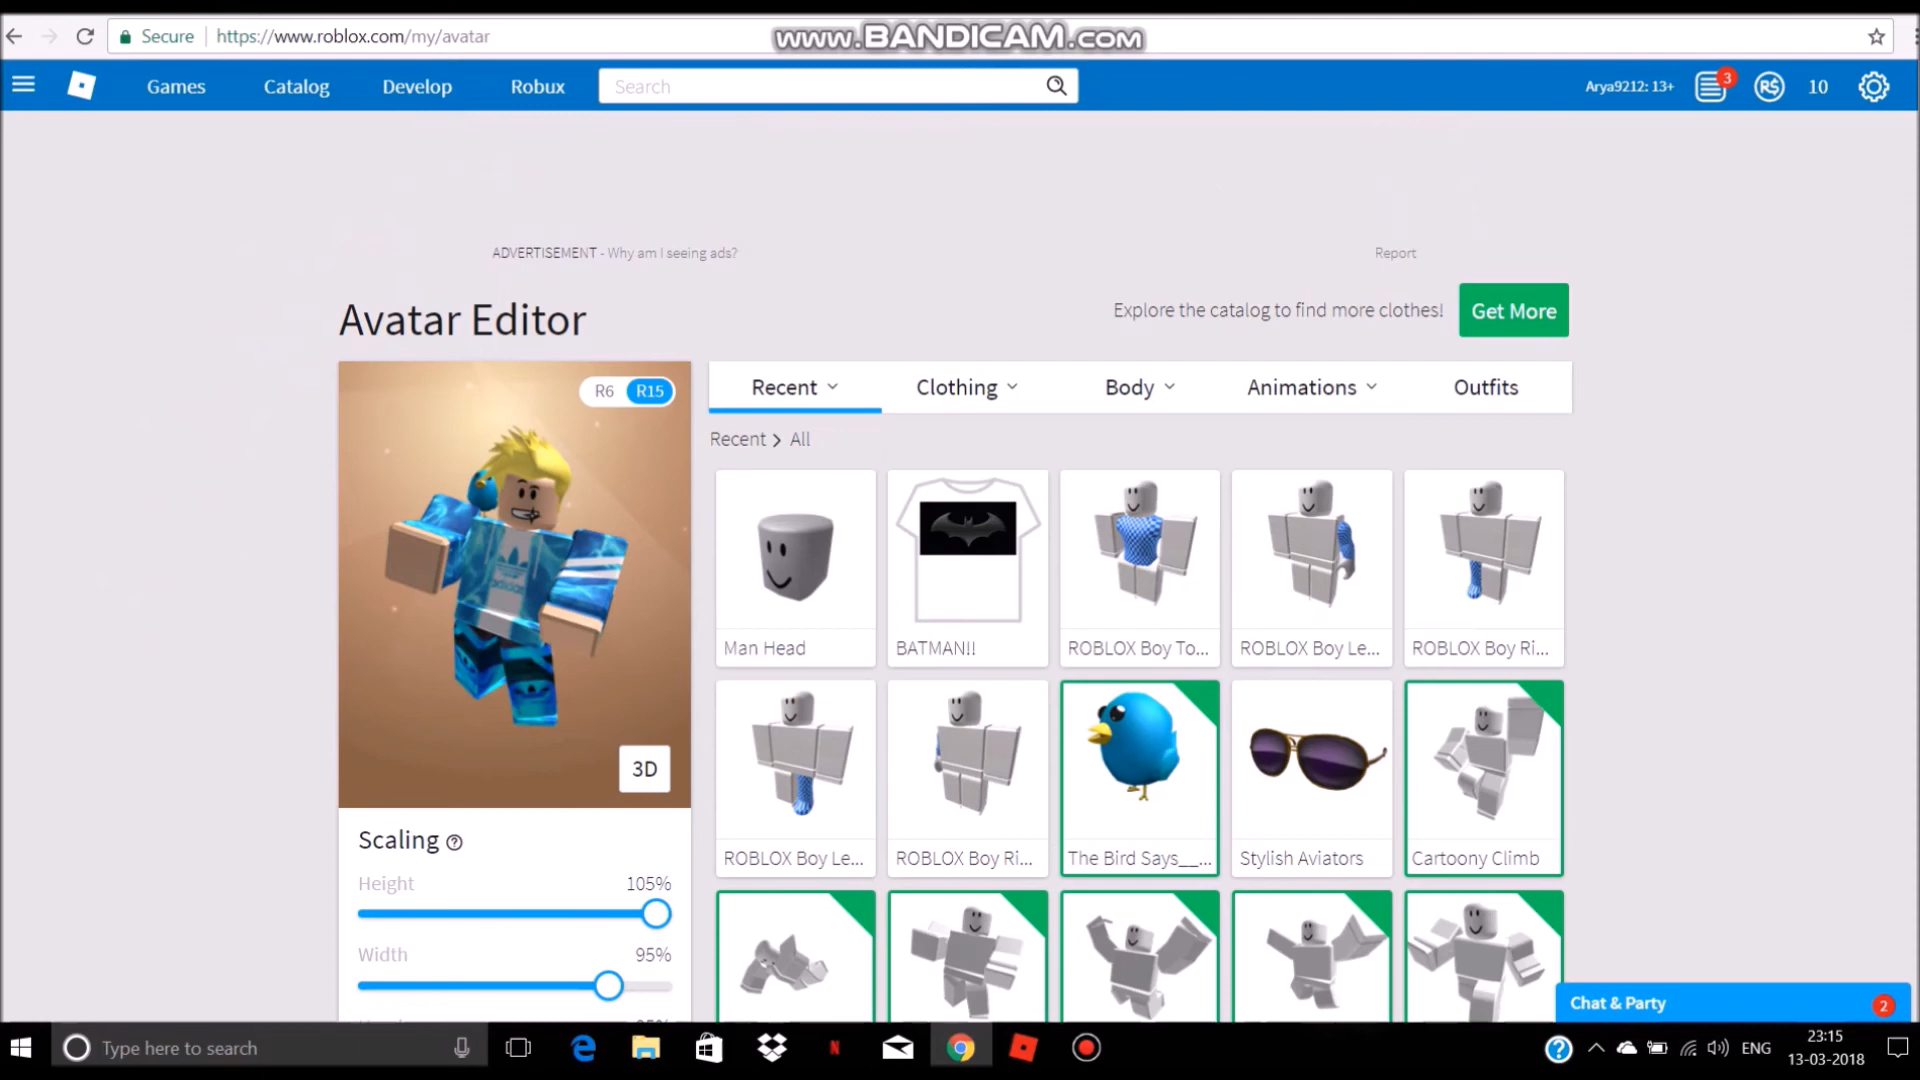 Secure https://www.roblox.com/my/avatar
www.BANDICAM.com
Games Catalog Develop Robux Search Arya9212: 13+ 3 R$ 10
ADVERTISEMENT - Why am I seeing ads? Report
Avatar Editor
Explore the catalog to find more clothes! Get More
R6 R15
Recent Clothing Body Animations Outfits
Recent > All
adidas
Man Head BATMAN!! ROBLOX Boy To... ROBLOX Boy Le... ROBLOX Boy Ri...
3D
ROBLOX Boy Le... ROBLOX Boy Ri... The Bird Says__... Stylish Aviators Cartoony Climb
Scaling
Height 105%
Width 95%
Chat & Party 2
Type here to search
ENG
23:15
13-03-2018